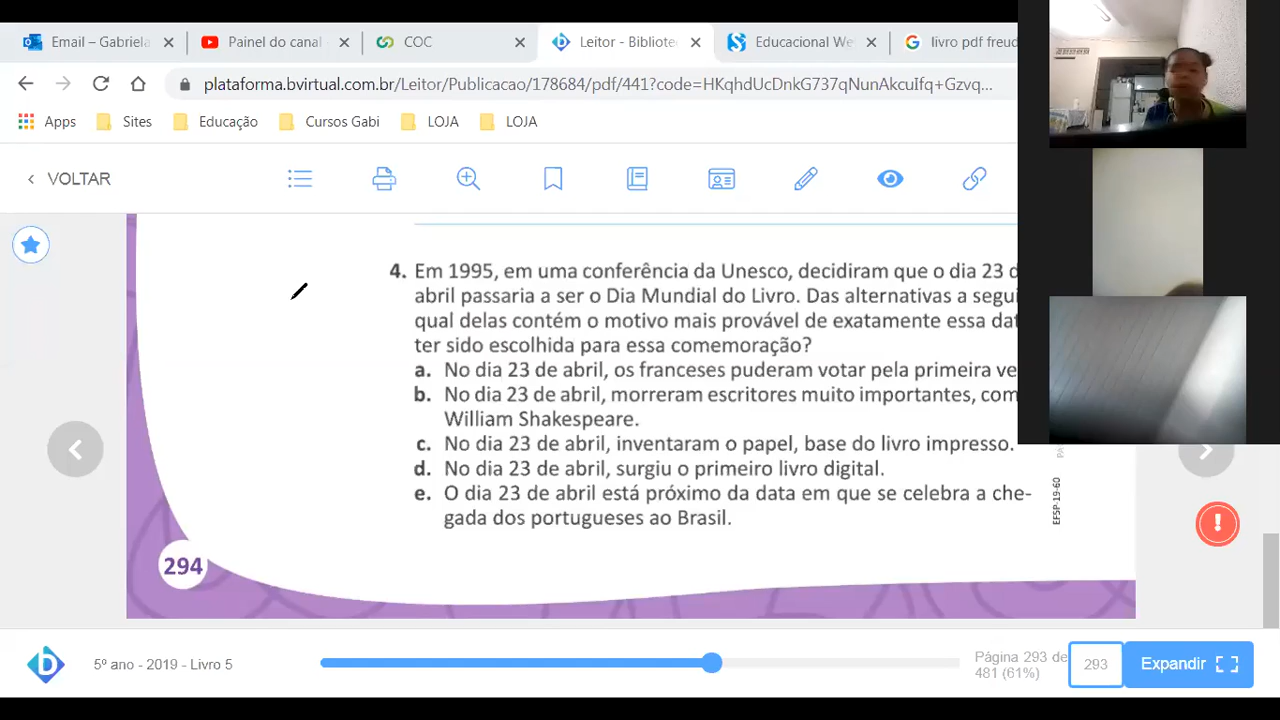 Email – Gabriela
Painel do canal
COC
Leitor - Bibliote
Educacional We
livro pdf freud
plataforma.bvirtual.com.br/Leitor/Publicacao/178684/pdf/441?code=HKqhdUcDnkG737qNunAkcuIfq+Gzvq...
Apps
Sites
Educação
Cursos Gabi
LOJA
LOJA
VOLTAR
4. Em 1995, em uma conferência da Unesco, decidiram que o dia 23 d
abril passaria a ser o Dia Mundial do Livro. Das alternativas a segui
qual delas contém o motivo mais provável de exatamente essa dat
ter sido escolhida para essa comemoração?
a. No dia 23 de abril, os franceses puderam votar pela primeira ve
b. No dia 23 de abril, morreram escritores muito importantes, com
William Shakespeare.
c. No dia 23 de abril, inventaram o papel, base do livro impresso.
d. No dia 23 de abril, surgiu o primeiro livro digital.
e. O dia 23 de abril está próximo da data em que se celebra a che-
gada dos portugueses ao Brasil.
EF5P-19-60
294
5º ano - 2019 - Livro 5
Página 293 de
481 (61%)
293
Expandir